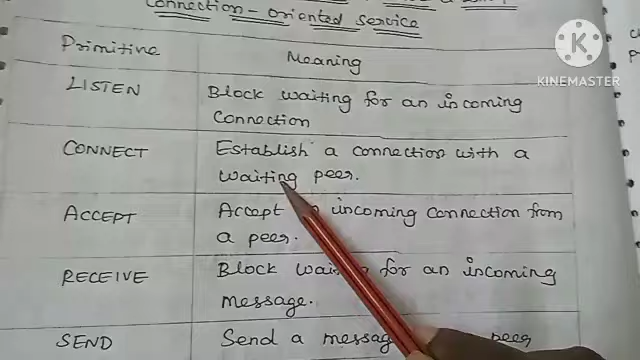 Connection - Oriented Service
Primitive Meaning
LISTEN Block waiting for an incoming
Connection
CONNECT Establish a connection with a
waiting peer.
ACCEPT Accept incoming connection from
a peer.
RECEIVE Block for an incoming
message.
SEND Send a message peer
KINEMASTER